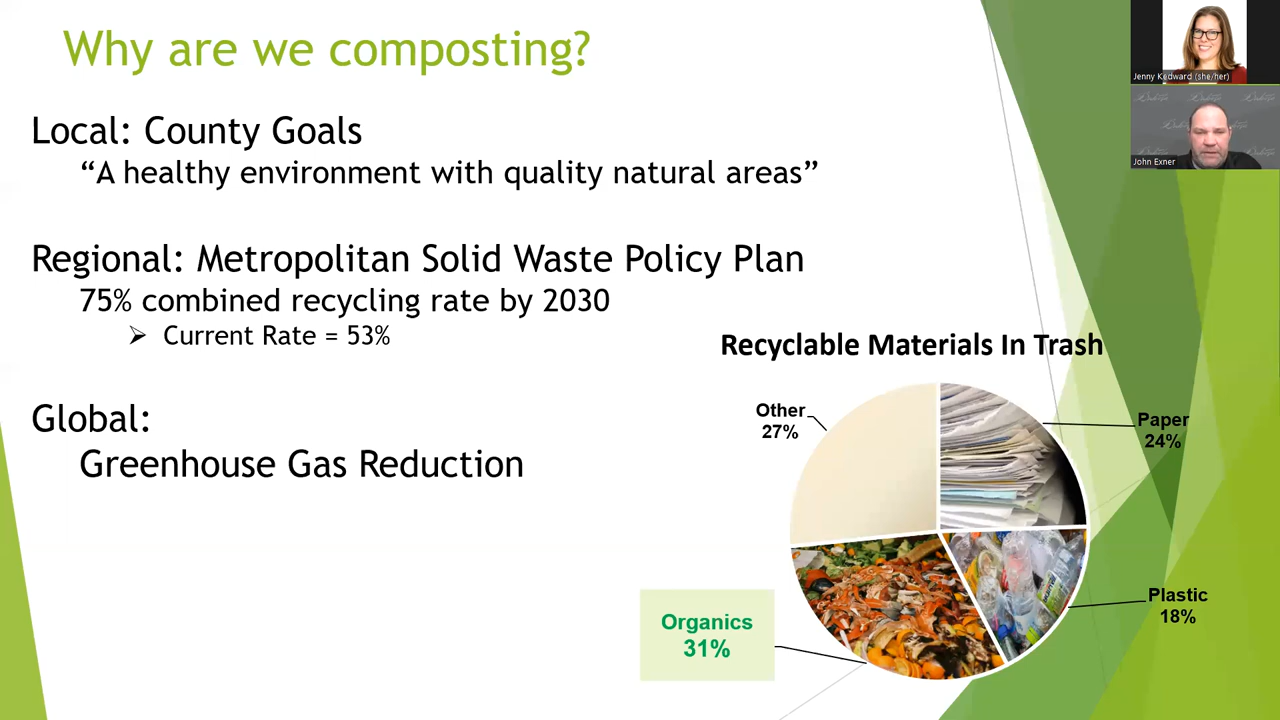 Why are we composting?
Jenny Kedward (she/her)
John Exner
Local: County Goals
“A healthy environment with quality natural areas”
Regional: Metropolitan Solid Waste Policy Plan
75% combined recycling rate by 2030
➢ Current Rate = 53%
Global:
Greenhouse Gas Reduction
Recyclable Materials In Trash
Other
27%
Paper
24%
Plastic
18%
Organics
31%